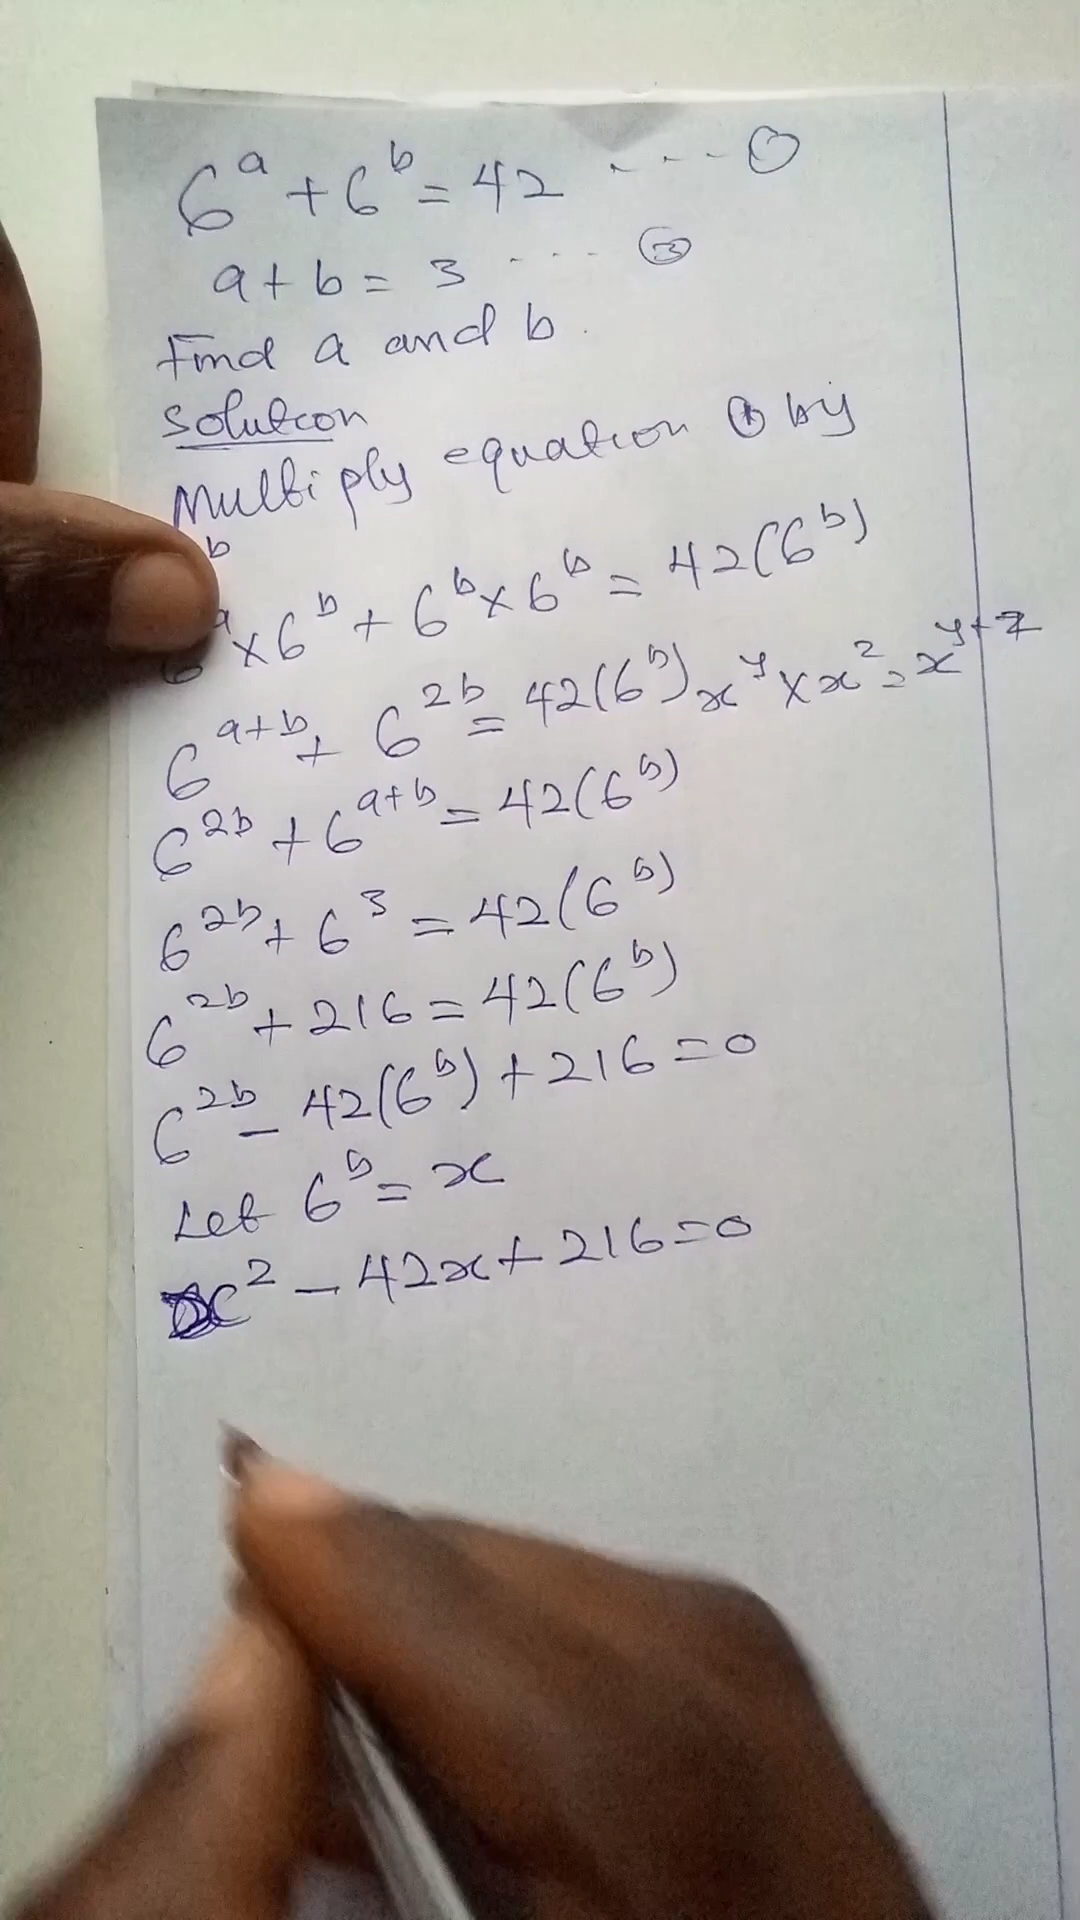 6^a + 6^b = 42 ---- ①
a + b = 3 ---- ②
Find a and b.
Solution
Multiply equation ① by
b
6^a × 6^b + 6^b × 6^b = 42(6^b)
6^{a+b} + 6^{2b} = 42(6^b) x^y × x^z = x^{y+z}
6^{2b} + 6^{a+b} = 42(6^b)
6^{2b} + 6^3 = 42(6^b)
6^{2b} + 216 = 42(6^b)
6^{2b} - 42(6^b) + 216 = 0
Let 6^b = x
x^2 - 42x + 216 = 0